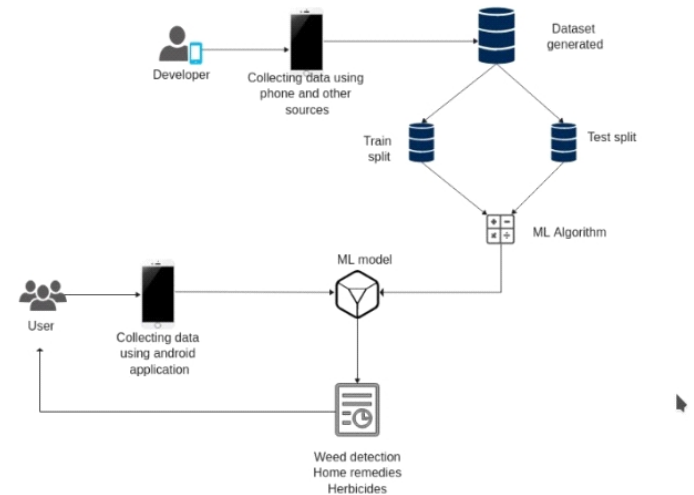 Developer
Collecting data using
phone and other
sources
Dataset
generated
Train
split
Test split
ML Algorithm
ML model
User
Collecting data
using android
application
Weed detection
Home remedies
Herbicides